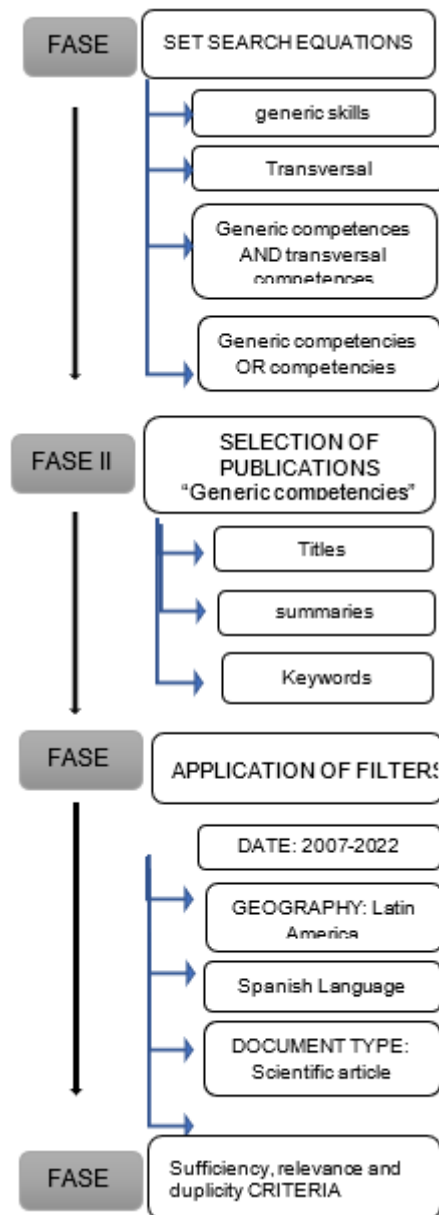 FASE
SET SEARCH EQUATIONS
generic skills
Transversal
Generic competences
AND transversal
competences
Generic competencies
OR competencies
FASE II
SELECTION OF
PUBLICATIONS
“Generic competencies”
Titles
summaries
Keywords
FASE
APPLICATION OF FILTERS
DATE: 2007-2022
GEOGRAPHY: Latin
America
Spanish Language
DOCUMENT TYPE:
Scientific article
FASE
Sufficiency, relevance and
duplicity CRITERIA